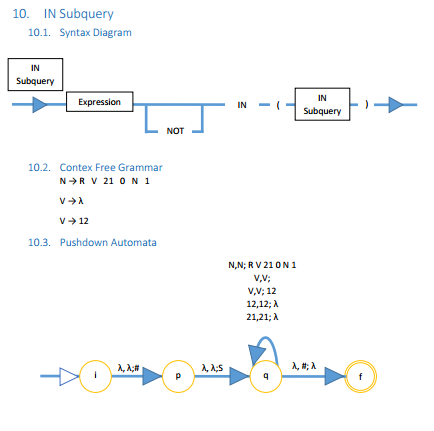 10. IN Subquery
10.1. Syntax Diagram
IN
Subquery
Expression
NOT
IN
(
IN
Subquery
)
10.2. Contex Free Grammar
N→R V 21 0 N 1
V→λ
V→12
10.3. Pushdown Automata
N,N; R V 21 0 N 1
V,V;
V,V; 12
12,12; λ
21,21; λ
i
λ, λ;#
p
λ, λ;S
q
λ, #; λ
f